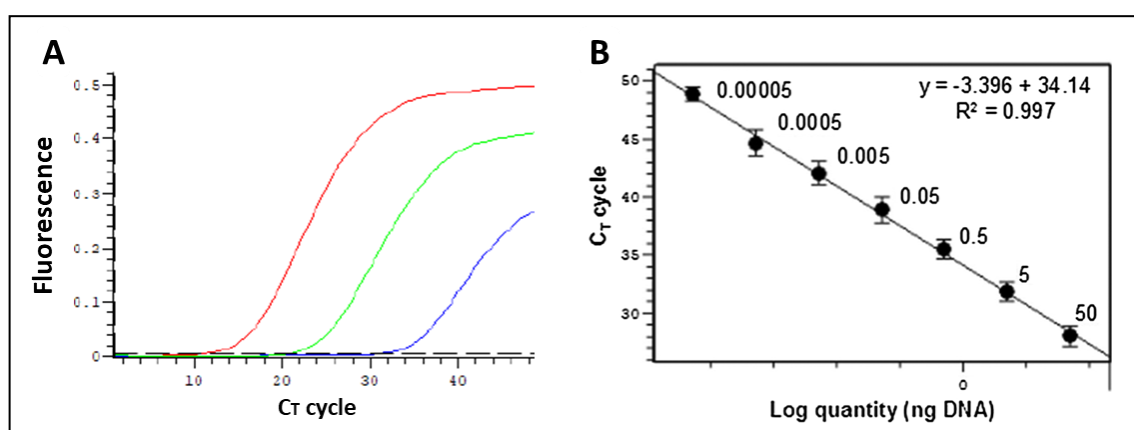 A
Fluorescence
0.5
0.4
0.3
0.2
0.1
0
10 20 30 40
CT cycle
B
CT cycle
50
45
40
35
30
y = -3.396 + 34.14
R² = 0.997
0.00005
0.0005
0.005
0.05
0.5
5
50
0
Log quantity (ng DNA)